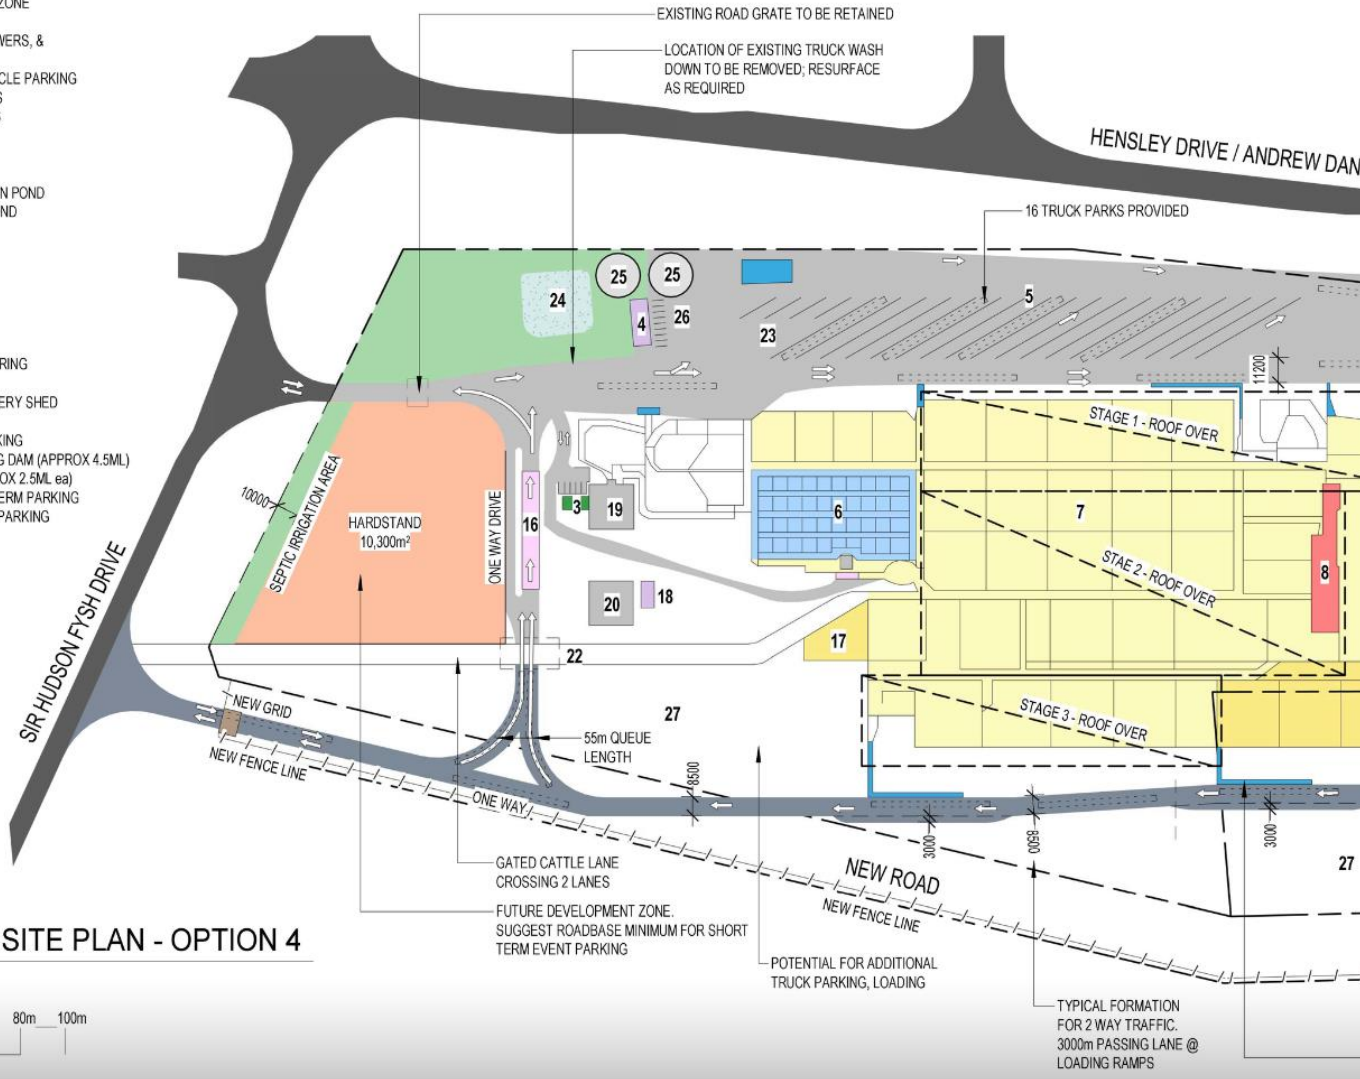 ZONE
WERS, &
CLE PARKING
S
S
N POND
ND
RING
ERY SHED
KING
G DAM (APPROX 4.5ML)
OX 2.5ML ea)
TERM PARKING
PARKING
EXISTING ROAD GRATE TO BE RETAINED
LOCATION OF EXISTING TRUCK WASH
DOWN TO BE REMOVED; RESURFACE
AS REQUIRED
HENSLEY DRIVE / ANDREW DAN
16 TRUCK PARKS PROVIDED
25
25
24
4
26
5
23
11200
STAGE 1 - ROOF OVER
10000
SEPTIC IRRIGATION AREA
HARDSTAND
10,300m²
ONE WAY DRIVE
16
3
19
6
7
STAE 2 - ROOF OVER
8
20
18
17
22
SIR HUDSON FYSH DRIVE
NEW GRID
27
STAGE 3 - ROOF OVER
NEW FENCE LINE
55m QUEUE
LENGTH
ONE WAY
8500
3000
8500
3000
27
GATED CATTLE LANE
CROSSING 2 LANES
NEW ROAD
NEW FENCE LINE
FUTURE DEVELOPMENT ZONE.
SUGGEST ROADBASE MINIMUM FOR SHORT
TERM EVENT PARKING
SITE PLAN - OPTION 4
POTENTIAL FOR ADDITIONAL
TRUCK PARKING, LOADING
TYPICAL FORMATION
FOR 2 WAY TRAFFIC.
3000m PASSING LANE @
LOADING RAMPS
80m
100m